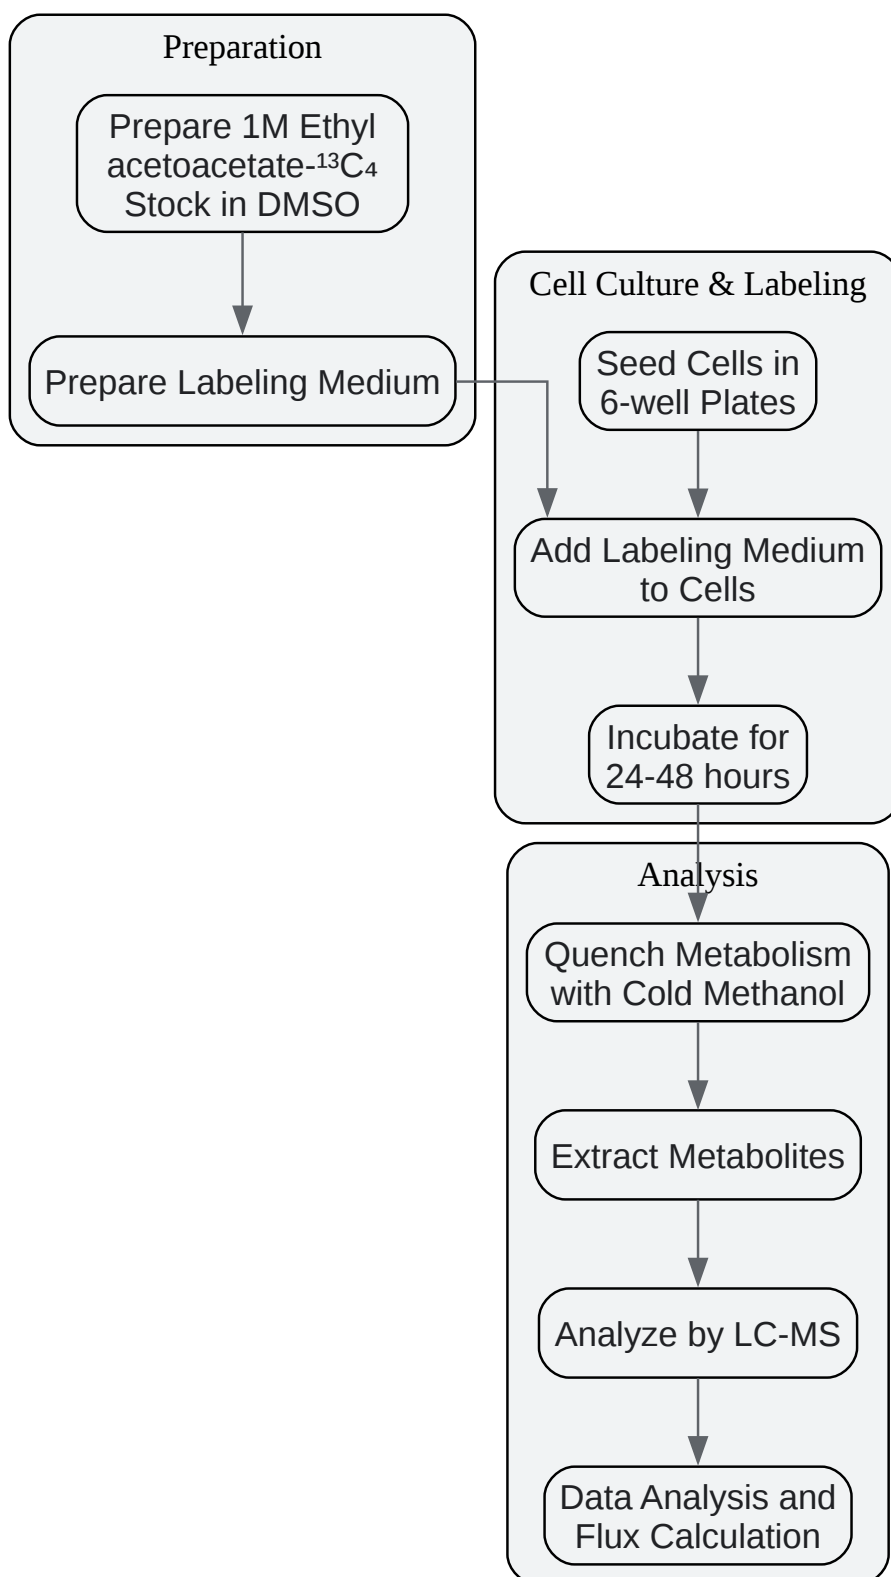 Preparation
Prepare 1M Ethyl
acetoacetate-¹³C₄
Stock in DMSO
Prepare Labeling Medium
Cell Culture & Labeling
Seed Cells in
6-well Plates
Add Labeling Medium
to Cells
Incubate for
24-48 hours
Analysis
Quench Metabolism
with Cold Methanol
Extract Metabolites
Analyze by LC-MS
Data Analysis and
Flux Calculation